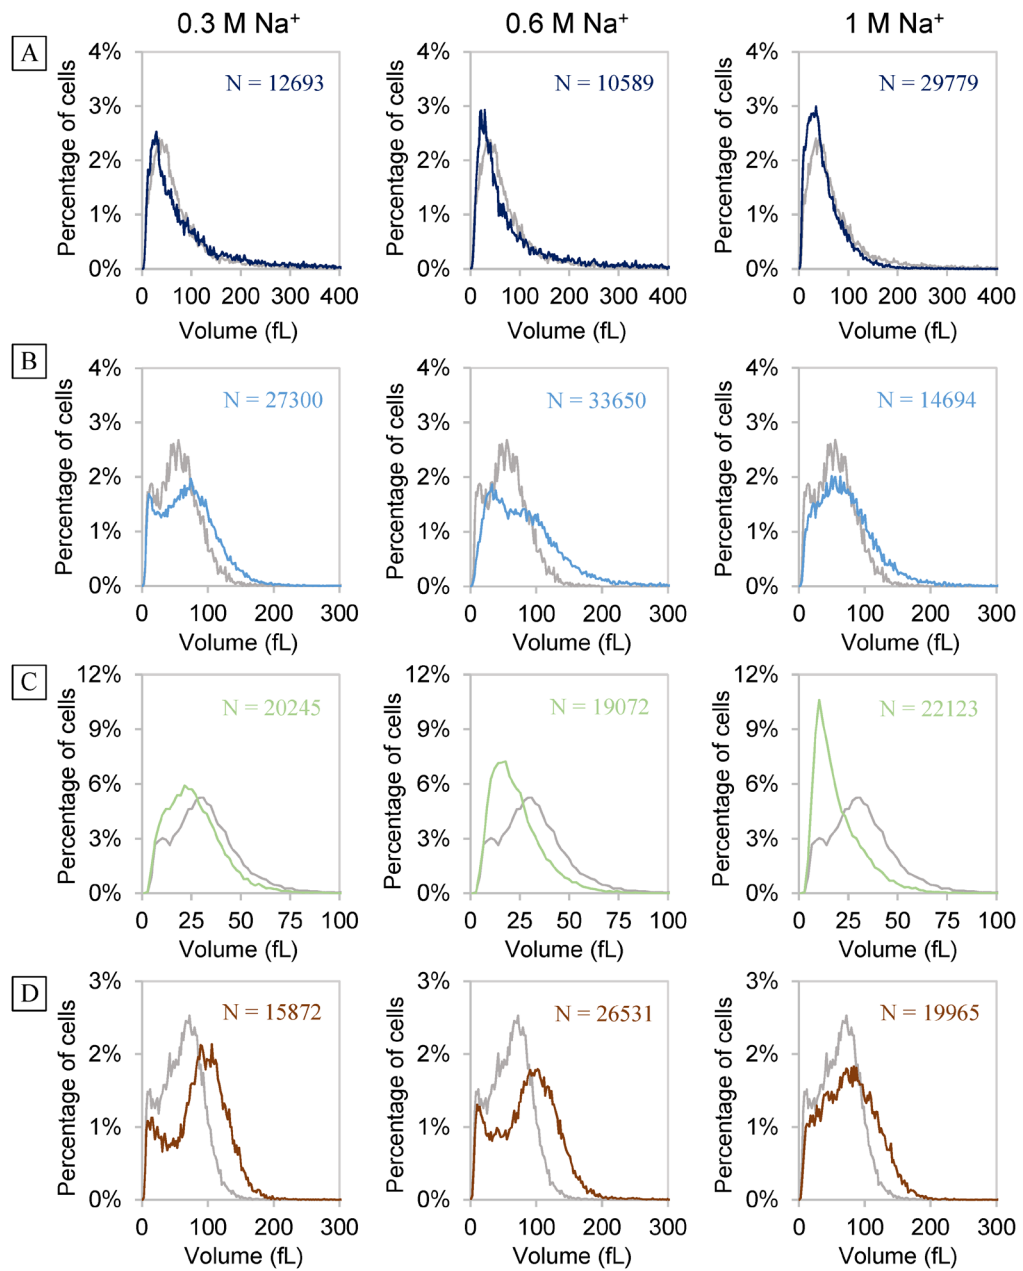 0.3 M Na⁺ 0.6 M Na⁺ 1 M Na⁺
A
4% 4% 4%
N = 12693 N = 10589 N = 29779
3% 3% 3%
2% 2% 2%
1% 1% 1%
0% 0% 0%
Percentage of cells Percentage of cells Percentage of cells
0 100 200 300 400 0 100 200 300 400 0 100 200 300 400
Volume (fL) Volume (fL) Volume (fL)
B
4% 4% 4%
N = 27300 N = 33650 N = 14694
3% 3% 3%
2% 2% 2%
1% 1% 1%
0% 0% 0%
Percentage of cells Percentage of cells Percentage of cells
0 100 200 300 0 100 200 300 0 100 200 300
Volume (fL) Volume (fL) Volume (fL)
C
12% 12% 12%
N = 20245 N = 19072 N = 22123
9% 9% 9%
6% 6% 6%
3% 3% 3%
0% 0% 0%
Percentage of cells Percentage of cells Percentage of cells
0 25 50 75 100 0 25 50 75 100 0 25 50 75 100
Volume (fL) Volume (fL) Volume (fL)
D
3% 3% 3%
N = 15872 N = 26531 N = 19965
2% 2% 2%
1% 1% 1%
0% 0% 0%
Percentage of cells Percentage of cells Percentage of cells
0 100 200 300 0 100 200 300 0 100 200 300
Volume (fL) Volume (fL) Volume (fL)